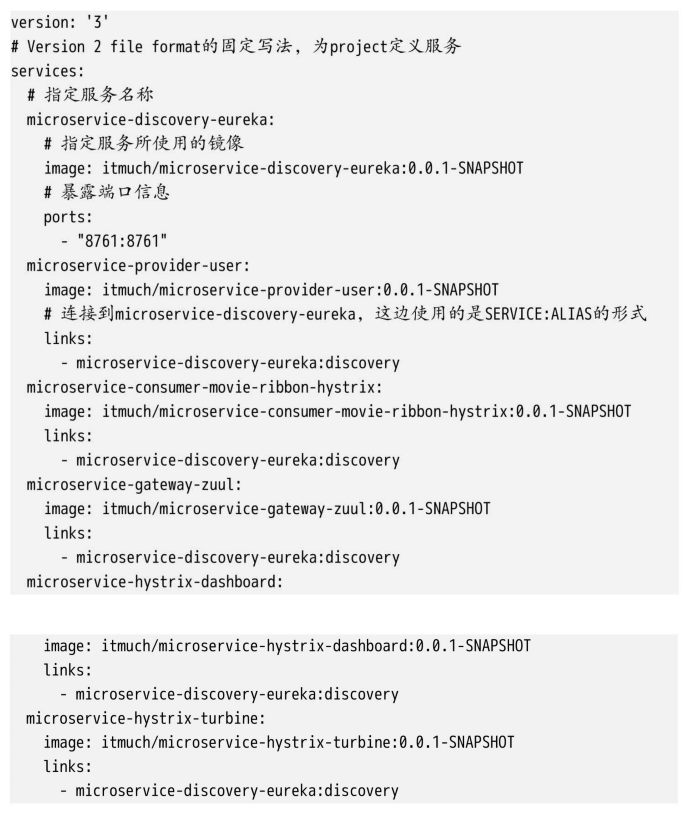 version: '3'
# Version 2 file format的固定写法，为project定义服务
services:
  # 指定服务名称
  microservice-discovery-eureka:
    # 指定服务所使用的镜像
    image: itmuch/microservice-discovery-eureka:0.0.1-SNAPSHOT
    # 暴露端口信息
    ports:
      - "8761:8761"
  microservice-provider-user:
    image: itmuch/microservice-provider-user:0.0.1-SNAPSHOT
    # 连接到microservice-discovery-eureka，这边使用的是SERVICE:ALIAS的形式
    links:
      - microservice-discovery-eureka:discovery
  microservice-consumer-movie-ribbon-hystrix:
    image: itmuch/microservice-consumer-movie-ribbon-hystrix:0.0.1-SNAPSHOT
    links:
      - microservice-discovery-eureka:discovery
  microservice-gateway-zuul:
    image: itmuch/microservice-gateway-zuul:0.0.1-SNAPSHOT
    links:
      - microservice-discovery-eureka:discovery
  microservice-hystrix-dashboard:
    image: itmuch/microservice-hystrix-dashboard:0.0.1-SNAPSHOT
    links:
      - microservice-discovery-eureka:discovery
  microservice-hystrix-turbine:
    image: itmuch/microservice-hystrix-turbine:0.0.1-SNAPSHOT
    links:
      - microservice-discovery-eureka:discovery